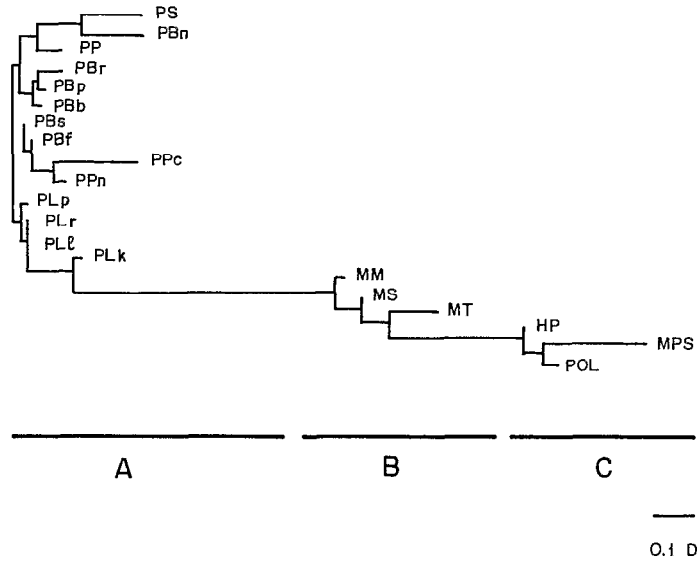 PS
PBn
PP
PBr
PBp
PBb
PBs
PBf
PPc
PPn
PLp
PLr
PLℓ
PLk
MM
MS
MT
HP
MPS
POL
A B C
0.1 D